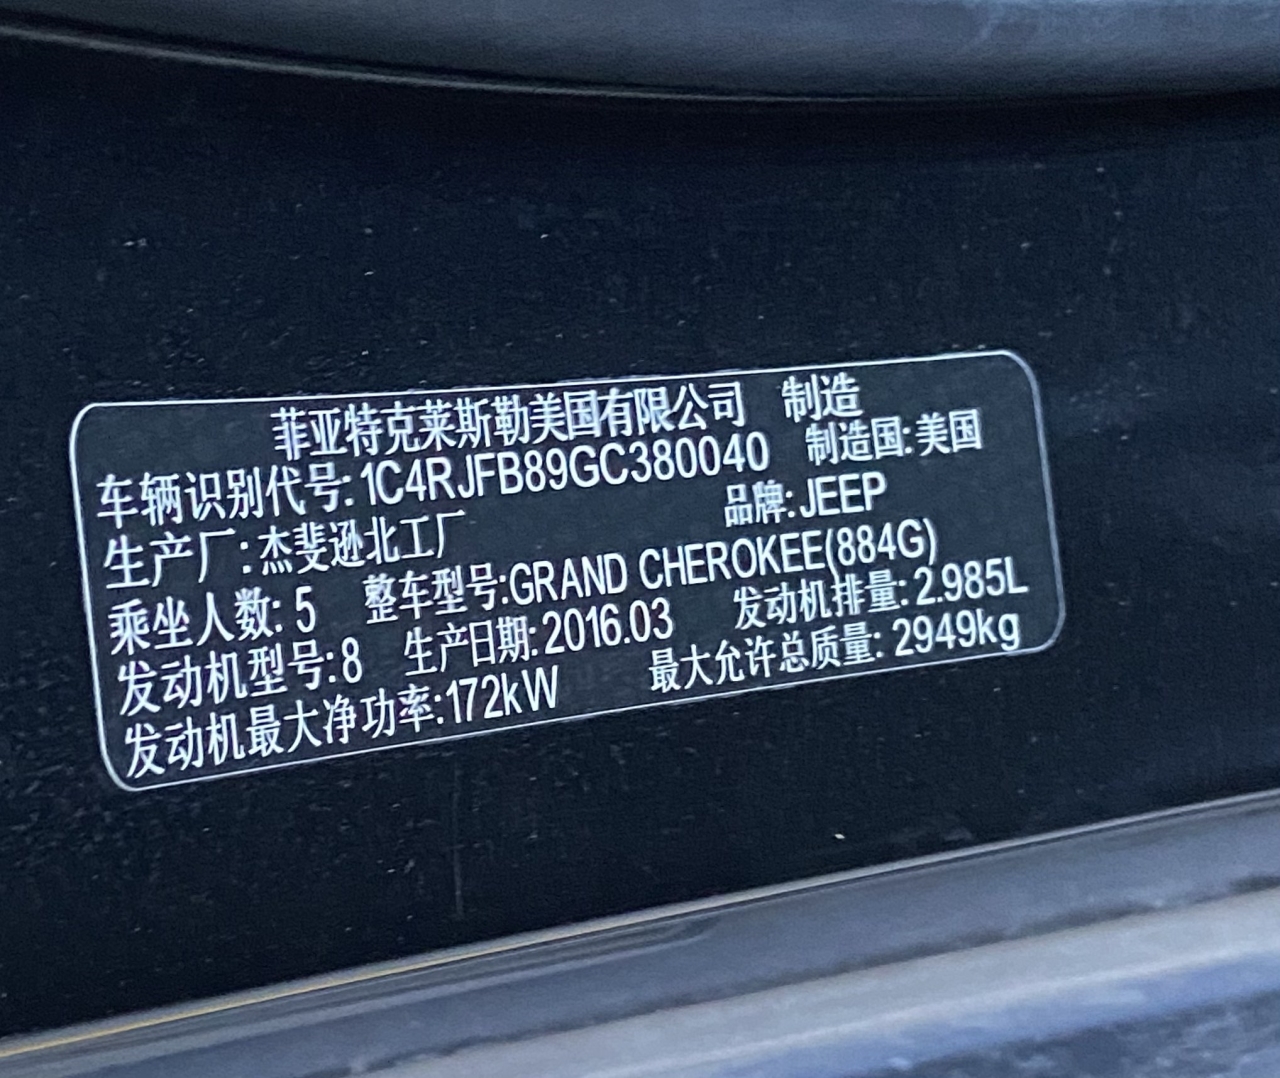 菲亚特克莱斯勒美国有限公司 制造
车辆识别代号: 1C4RJFB89GC380040 制造国: 美国
生产厂: 杰斐逊北工厂 品牌: JEEP
乘坐人数: 5 整车型号:GRAND CHEROKEE(884G)
发动机型号:8 生产日期: 2016.03 发动机排量: 2.985L
发动机最大净功率:172kW 最大允许总质量: 2949kg